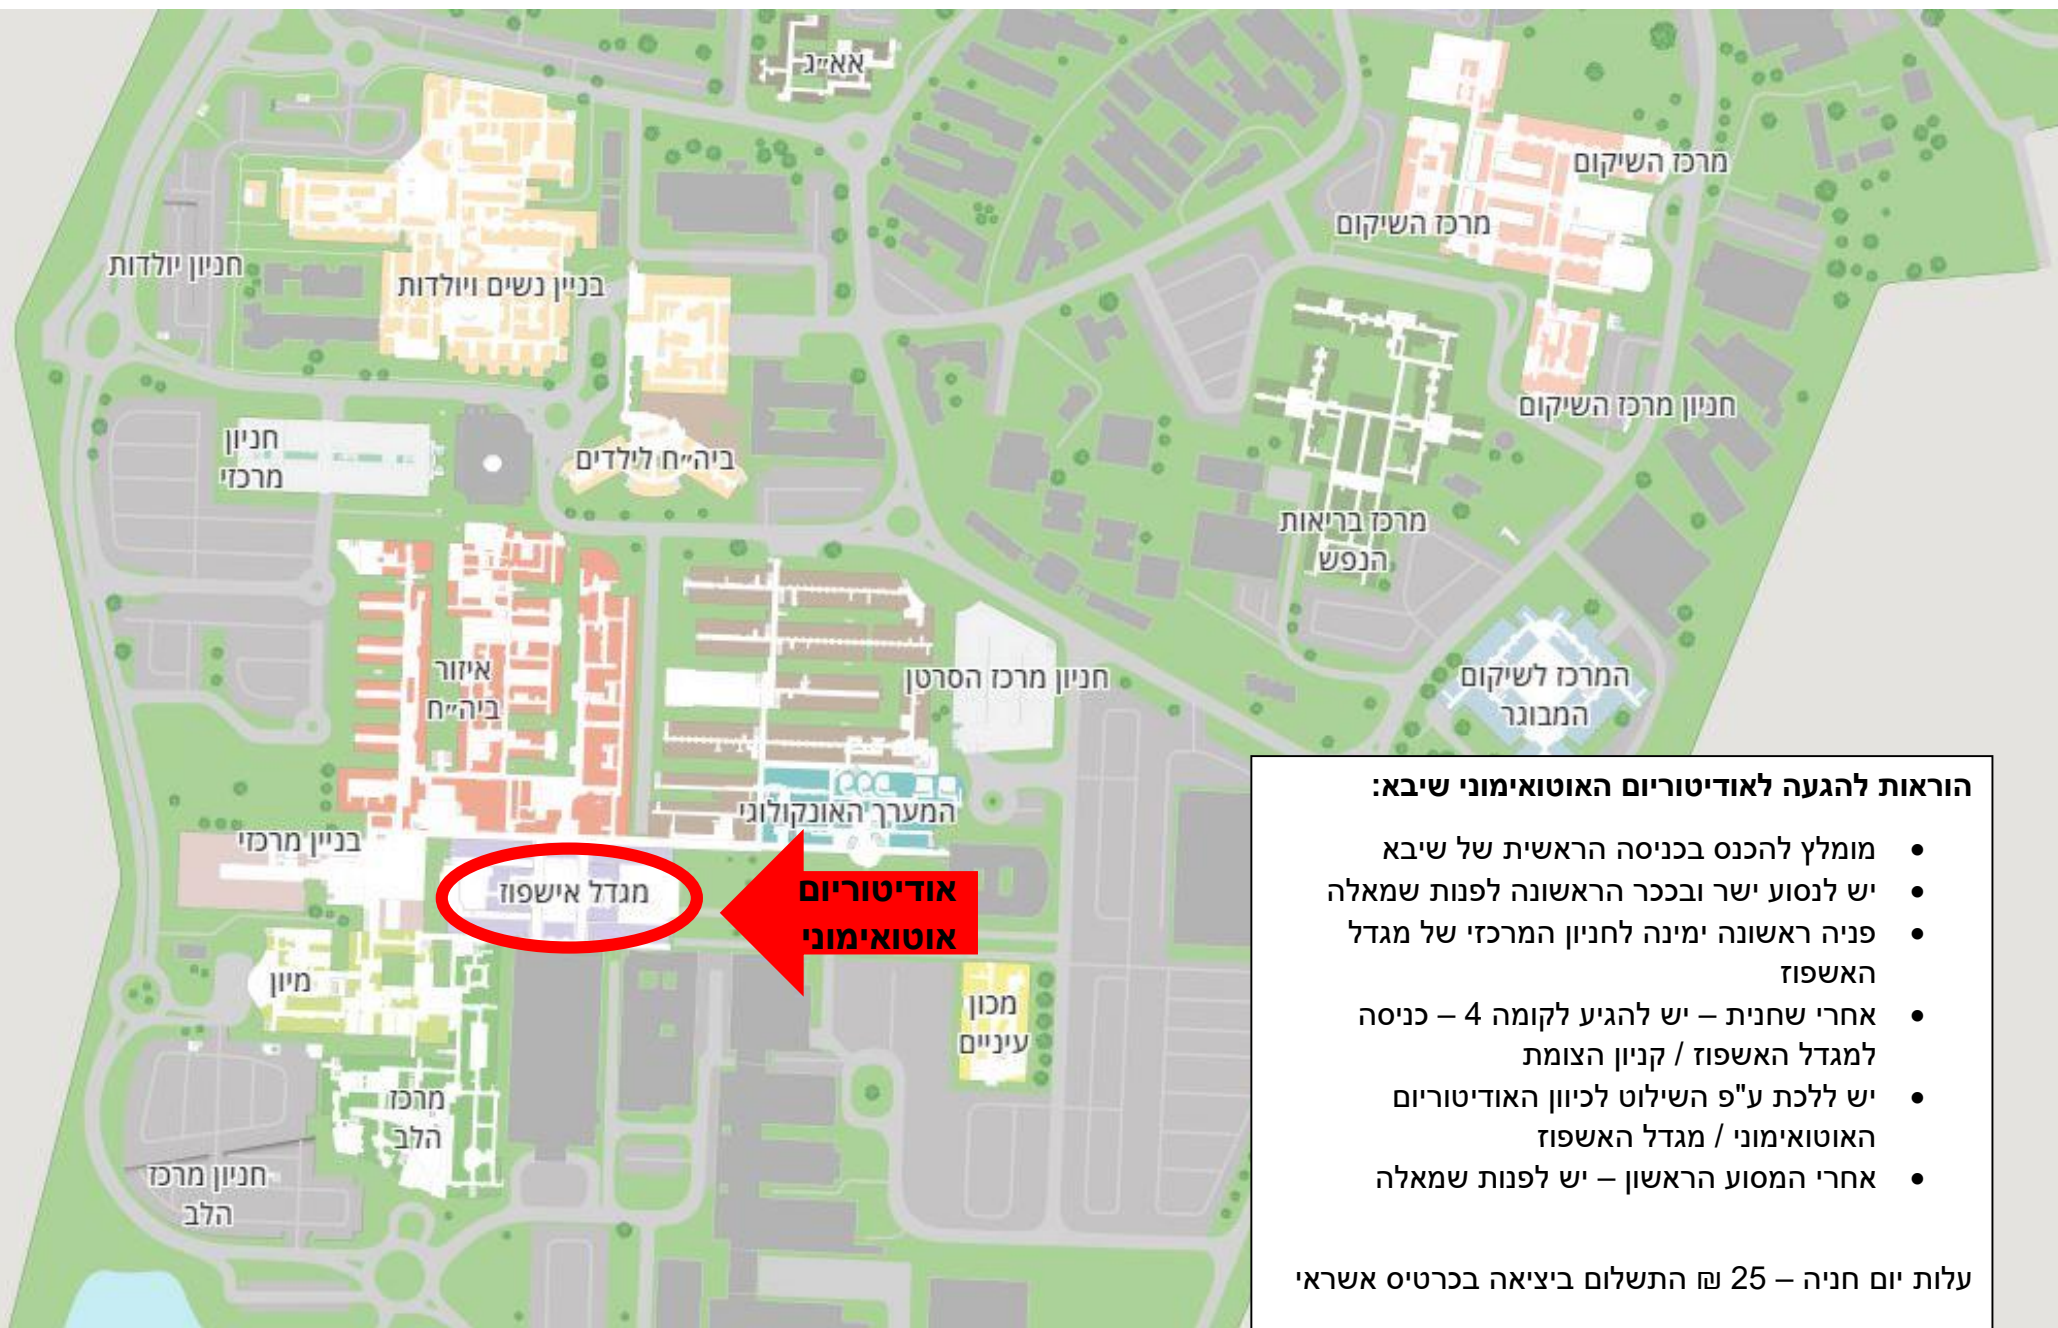 אא״ג
מרכז השיקום
מרכז השיקום
חניון יולדות
בניין נשים ויולדות
חניון מרכז השיקום
חניון
מרכזי
ביה״ח לילדים
מרכז בריאות
הנפש
איזור
ביה״ח
חניון מרכז הסרטן
המרכז לשיקום
המבוגר
המערך האונקולוגי
בניין מרכזי
מגדל אישפוז
אודיטוריום
אוטואימוני
מיון
מכון
עיניים
מרכז
הלב
חניון מרכז
הלב
הוראות להגעה לאודיטוריום האוטואימוני שיבא:
• מומלץ להכנס בכניסה הראשית של שיבא
• יש לנסוע ישר ובככר הראשונה לפנות שמאלה
• פניה ראשונה ימינה לחניון המרכזי של מגדל
האשפוז
• אחרי שחנית – יש להגיע לקומה 4 – כניסה
למגדל האשפוז / קניון הצומת
• יש ללכת ע"פ השילוט לכיוון האודיטוריום
האוטואימוני / מגדל האשפוז
• אחרי המסוע הראשון – יש לפנות שמאלה
עלות יום חניה – 25 ₪ התשלום ביציאה בכרטיס אשראי